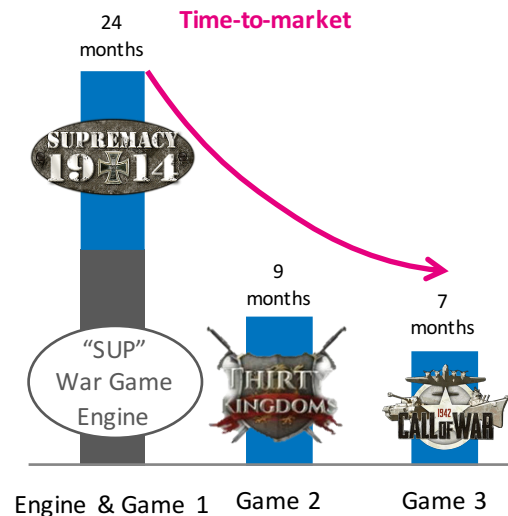 Time-to-market
24
months
SUPREMACY
1914
9
months
7
months
“SUP”
War Game
Engine
THIRTY
KINGDOMS
1942
CALL OF WAR
Engine & Game 1
Game 2
Game 3